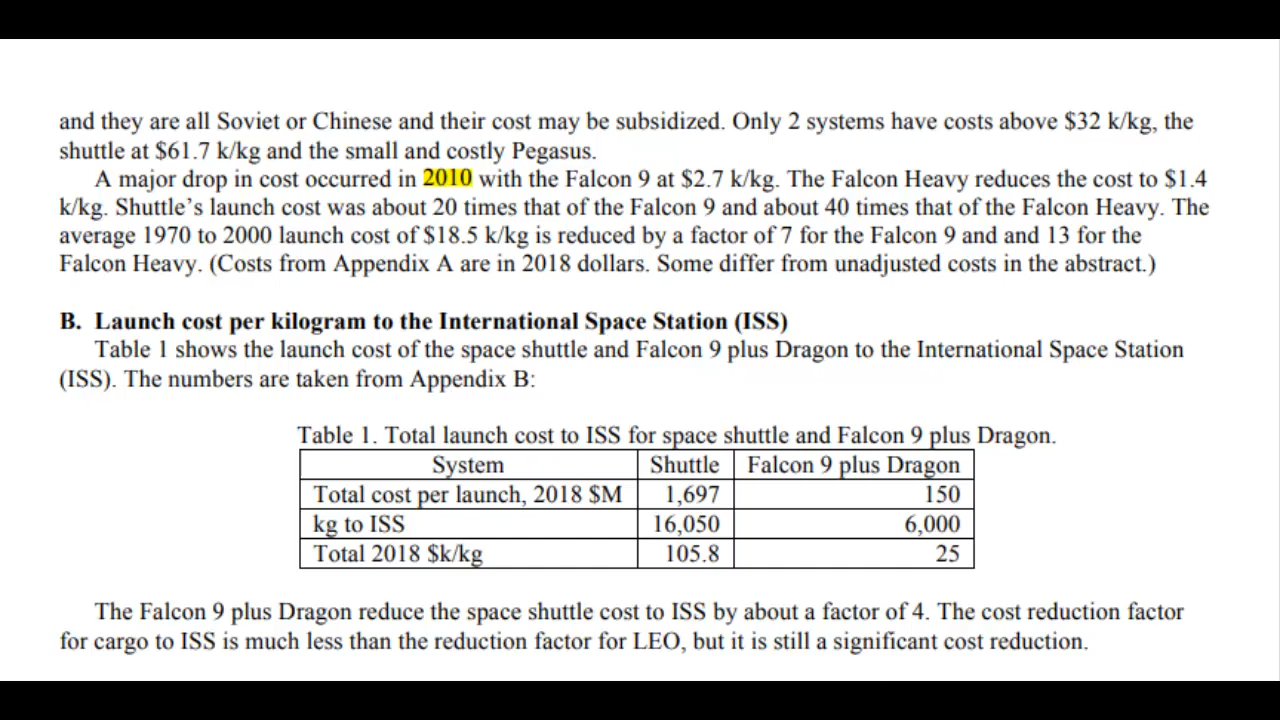 and they are all Soviet or Chinese and their cost may be subsidized. Only 2 systems have costs above $32 k/kg, the
shuttle at $61.7 k/kg and the small and costly Pegasus.
A major drop in cost occurred in 2010 with the Falcon 9 at $2.7 k/kg. The Falcon Heavy reduces the cost to $1.4
k/kg. Shuttle’s launch cost was about 20 times that of the Falcon 9 and about 40 times that of the Falcon Heavy. The
average 1970 to 2000 launch cost of $18.5 k/kg is reduced by a factor of 7 for the Falcon 9 and and 13 for the
Falcon Heavy. (Costs from Appendix A are in 2018 dollars. Some differ from unadjusted costs in the abstract.)
B. Launch cost per kilogram to the International Space Station (ISS)
Table 1 shows the launch cost of the space shuttle and Falcon 9 plus Dragon to the International Space Station
(ISS). The numbers are taken from Appendix B:
Table 1. Total launch cost to ISS for space shuttle and Falcon 9 plus Dragon.
System Shuttle Falcon 9 plus Dragon
Total cost per launch, 2018 $M 1,697 150
kg to ISS 16,050 6,000
Total 2018 $k/kg 105.8 25
The Falcon 9 plus Dragon reduce the space shuttle cost to ISS by about a factor of 4. The cost reduction factor
for cargo to ISS is much less than the reduction factor for LEO, but it is still a significant cost reduction.